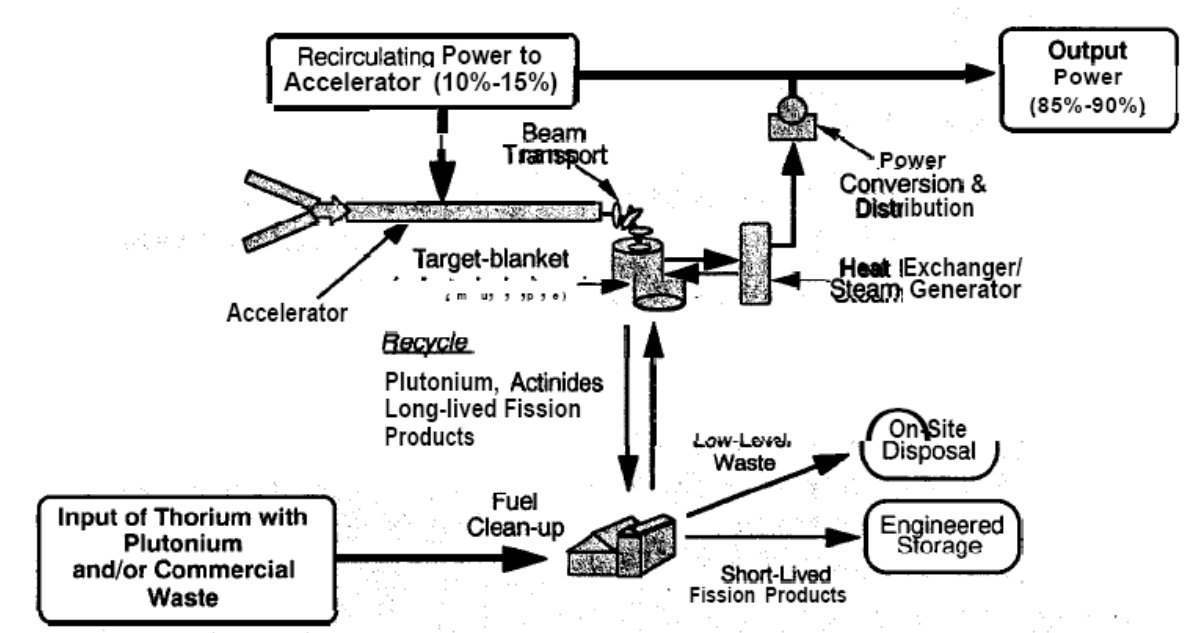 Recirculating Power to
Accelerator (10%-15%)
Output
Power
(85%-90%)
Beam
Transport
Power
Conversion &
Distribution
Target-blanket
Heat Exchanger/
Steam Generator
Accelerator
Recycle
Plutonium, Actinides
Long-lived Fission
Products
Low-Level
Waste
On-Site
Disposal
Fuel
Clean-up
Input of Thorium with
Plutonium
and/or Commercial
Waste
Engineered
Storage
Short-Lived
Fission Products